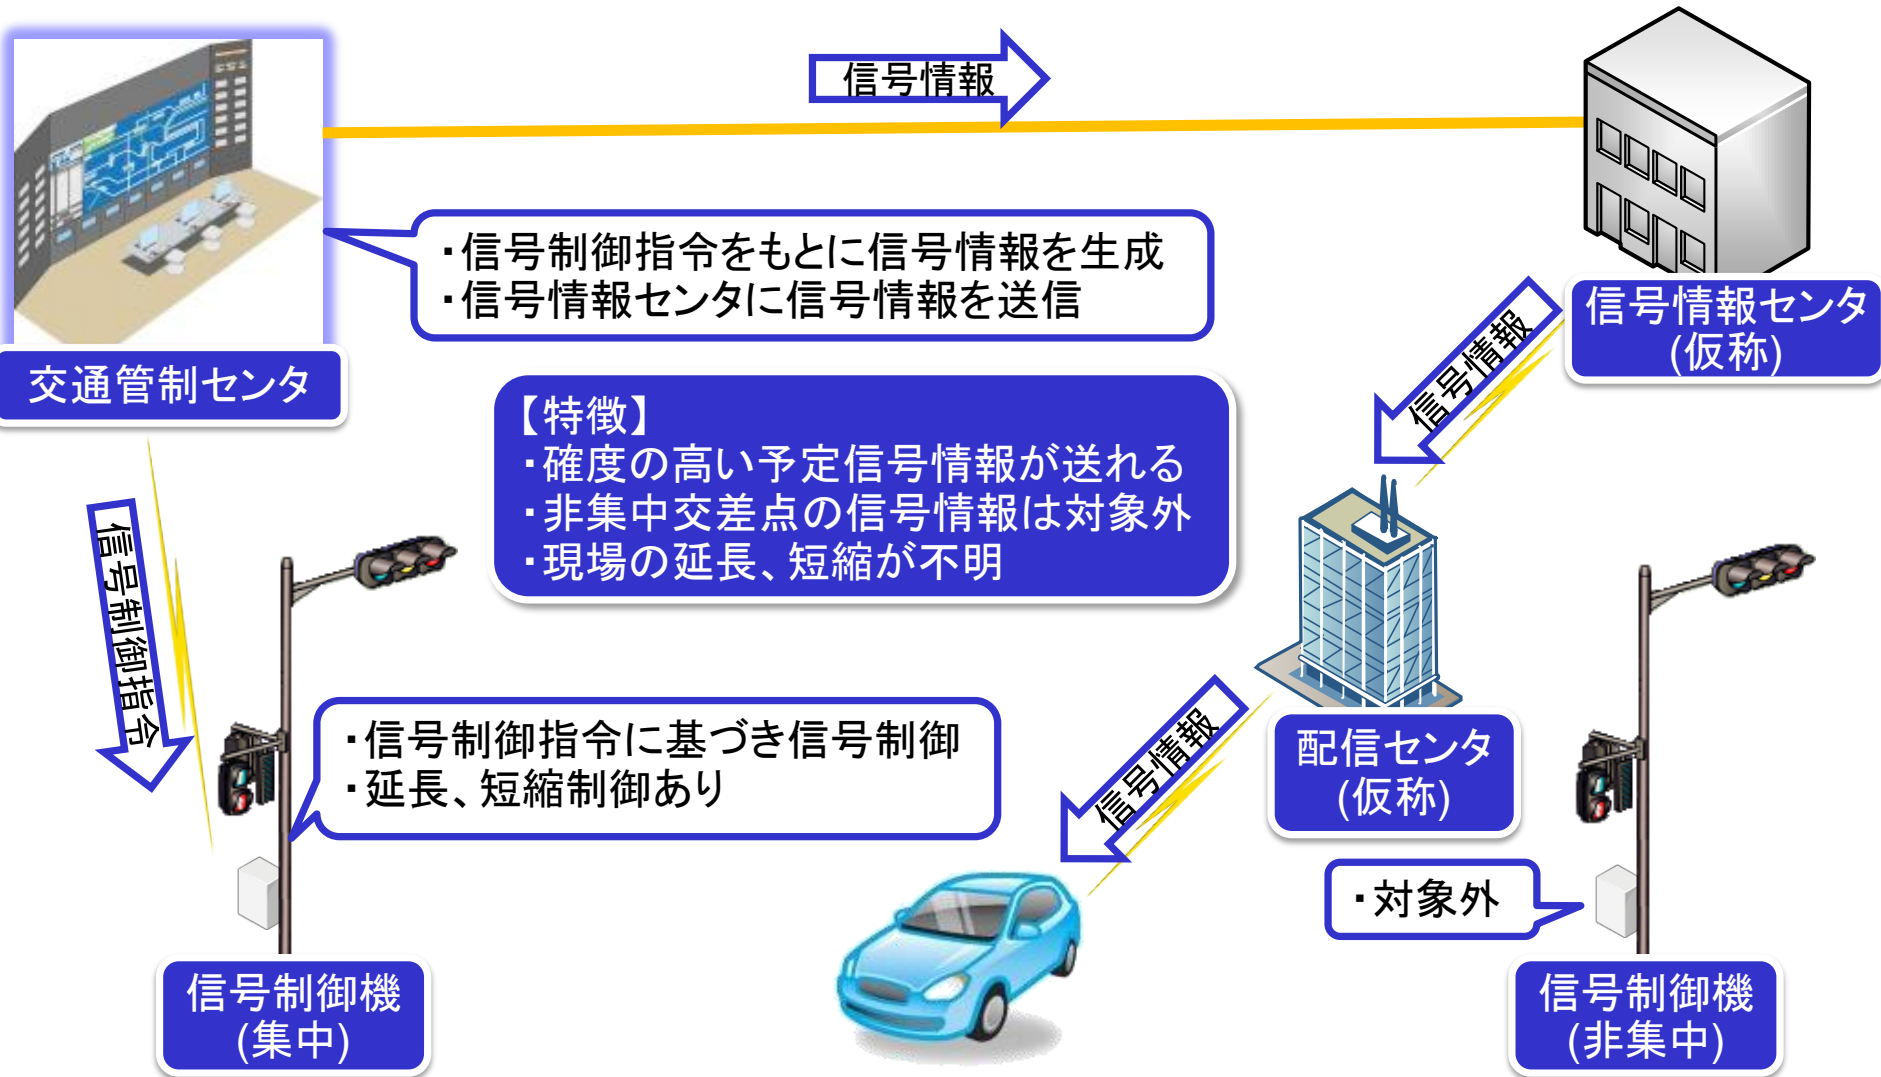 信号情報
・信号制御指令をもとに信号情報を生成
・信号情報センタに信号情報を送信
交通管制センタ
信号情報センタ
(仮称)
信号情報
【特徴】
・確度の高い予定信号情報が送れる
・非集中交差点の信号情報は対象外
・現場の延長、短縮が不明
信号制御指令
・信号制御指令に基づき信号制御
・延長、短縮制御あり
信号情報
配信センタ
(仮称)
・対象外
信号制御機
(集中)
信号制御機
(非集中)